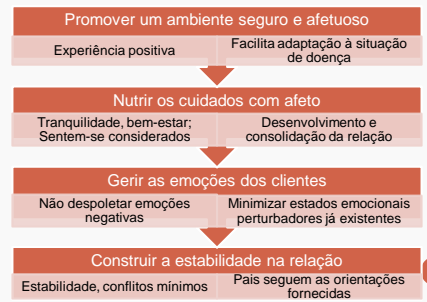 Promover um ambiente seguro e afetuoso
Experiência positiva
Facilita adaptação à situação
de doença
Nutrir os cuidados com afeto
Tranquilidade, bem-estar;
Sentem-se considerados
Desenvolvimento e
consolidação da relação
Gerir as emoções dos clientes
Não despoletar emoções
negativas
Minimizar estados emocionais
perturbadores já existentes
Construir a estabilidade na relação
Estabilidade, conflitos mínimos
Pais seguem as orientações
fornecidas